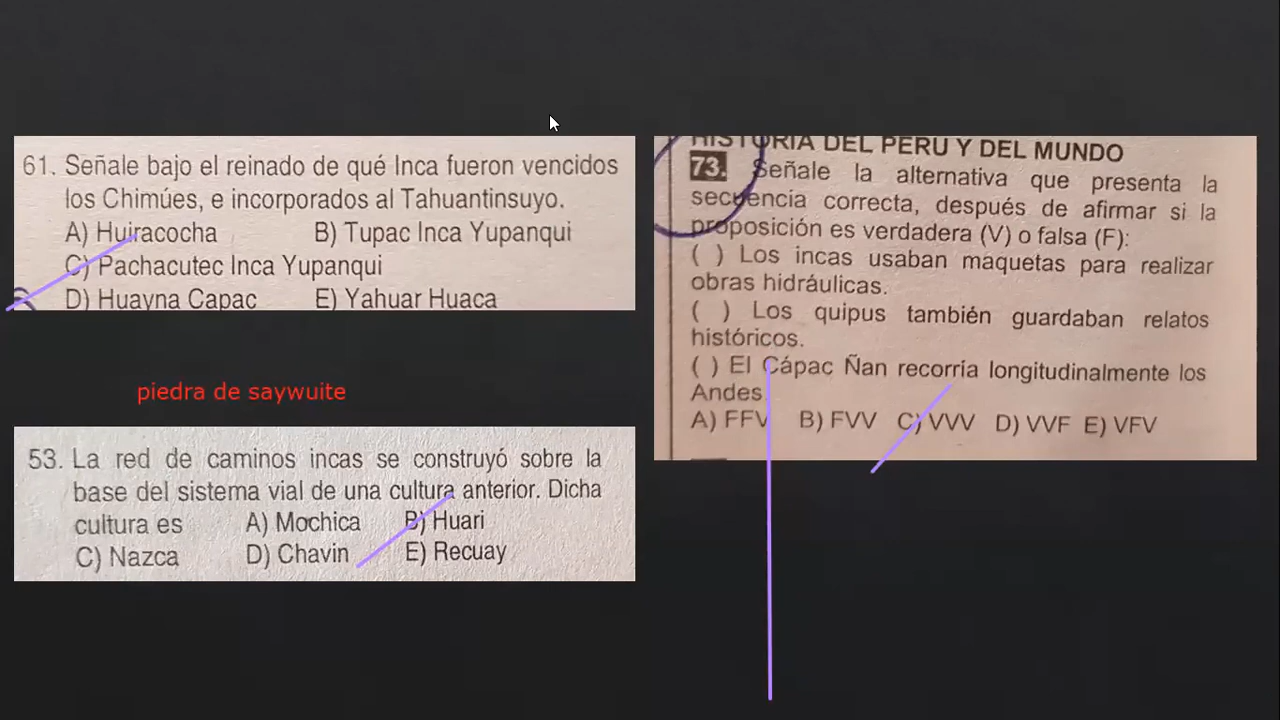 61. Señale bajo el reinado de qué Inca fueron vencidos
los Chimúes, e incorporados al Tahuantinsuyo.
A) Huiracocha B) Tupac Inca Yupanqui
C) Pachacutec Inca Yupanqui
D) Huayna Capac E) Yahuar Huaca
piedra de saywuite
53. La red de caminos incas se construyó sobre la
base del sistema vial de una cultura anterior. Dicha
cultura es A) Mochica B) Huari
C) Nazca D) Chavin E) Recuay
HISTORIA DEL PERU Y DEL MUNDO
73. Señale la alternativa que presenta la
secuencia correcta, después de afirmar si la
proposición es verdadera (V) o falsa (F):
( ) Los incas usaban maquetas para realizar
obras hidráulicas.
( ) Los quipus también guardaban relatos
históricos.
( ) El Cápac Ñan recorría longitudinalmente los
Andes.
A) FFV B) FVV C) VVV D) VVF E) VFV